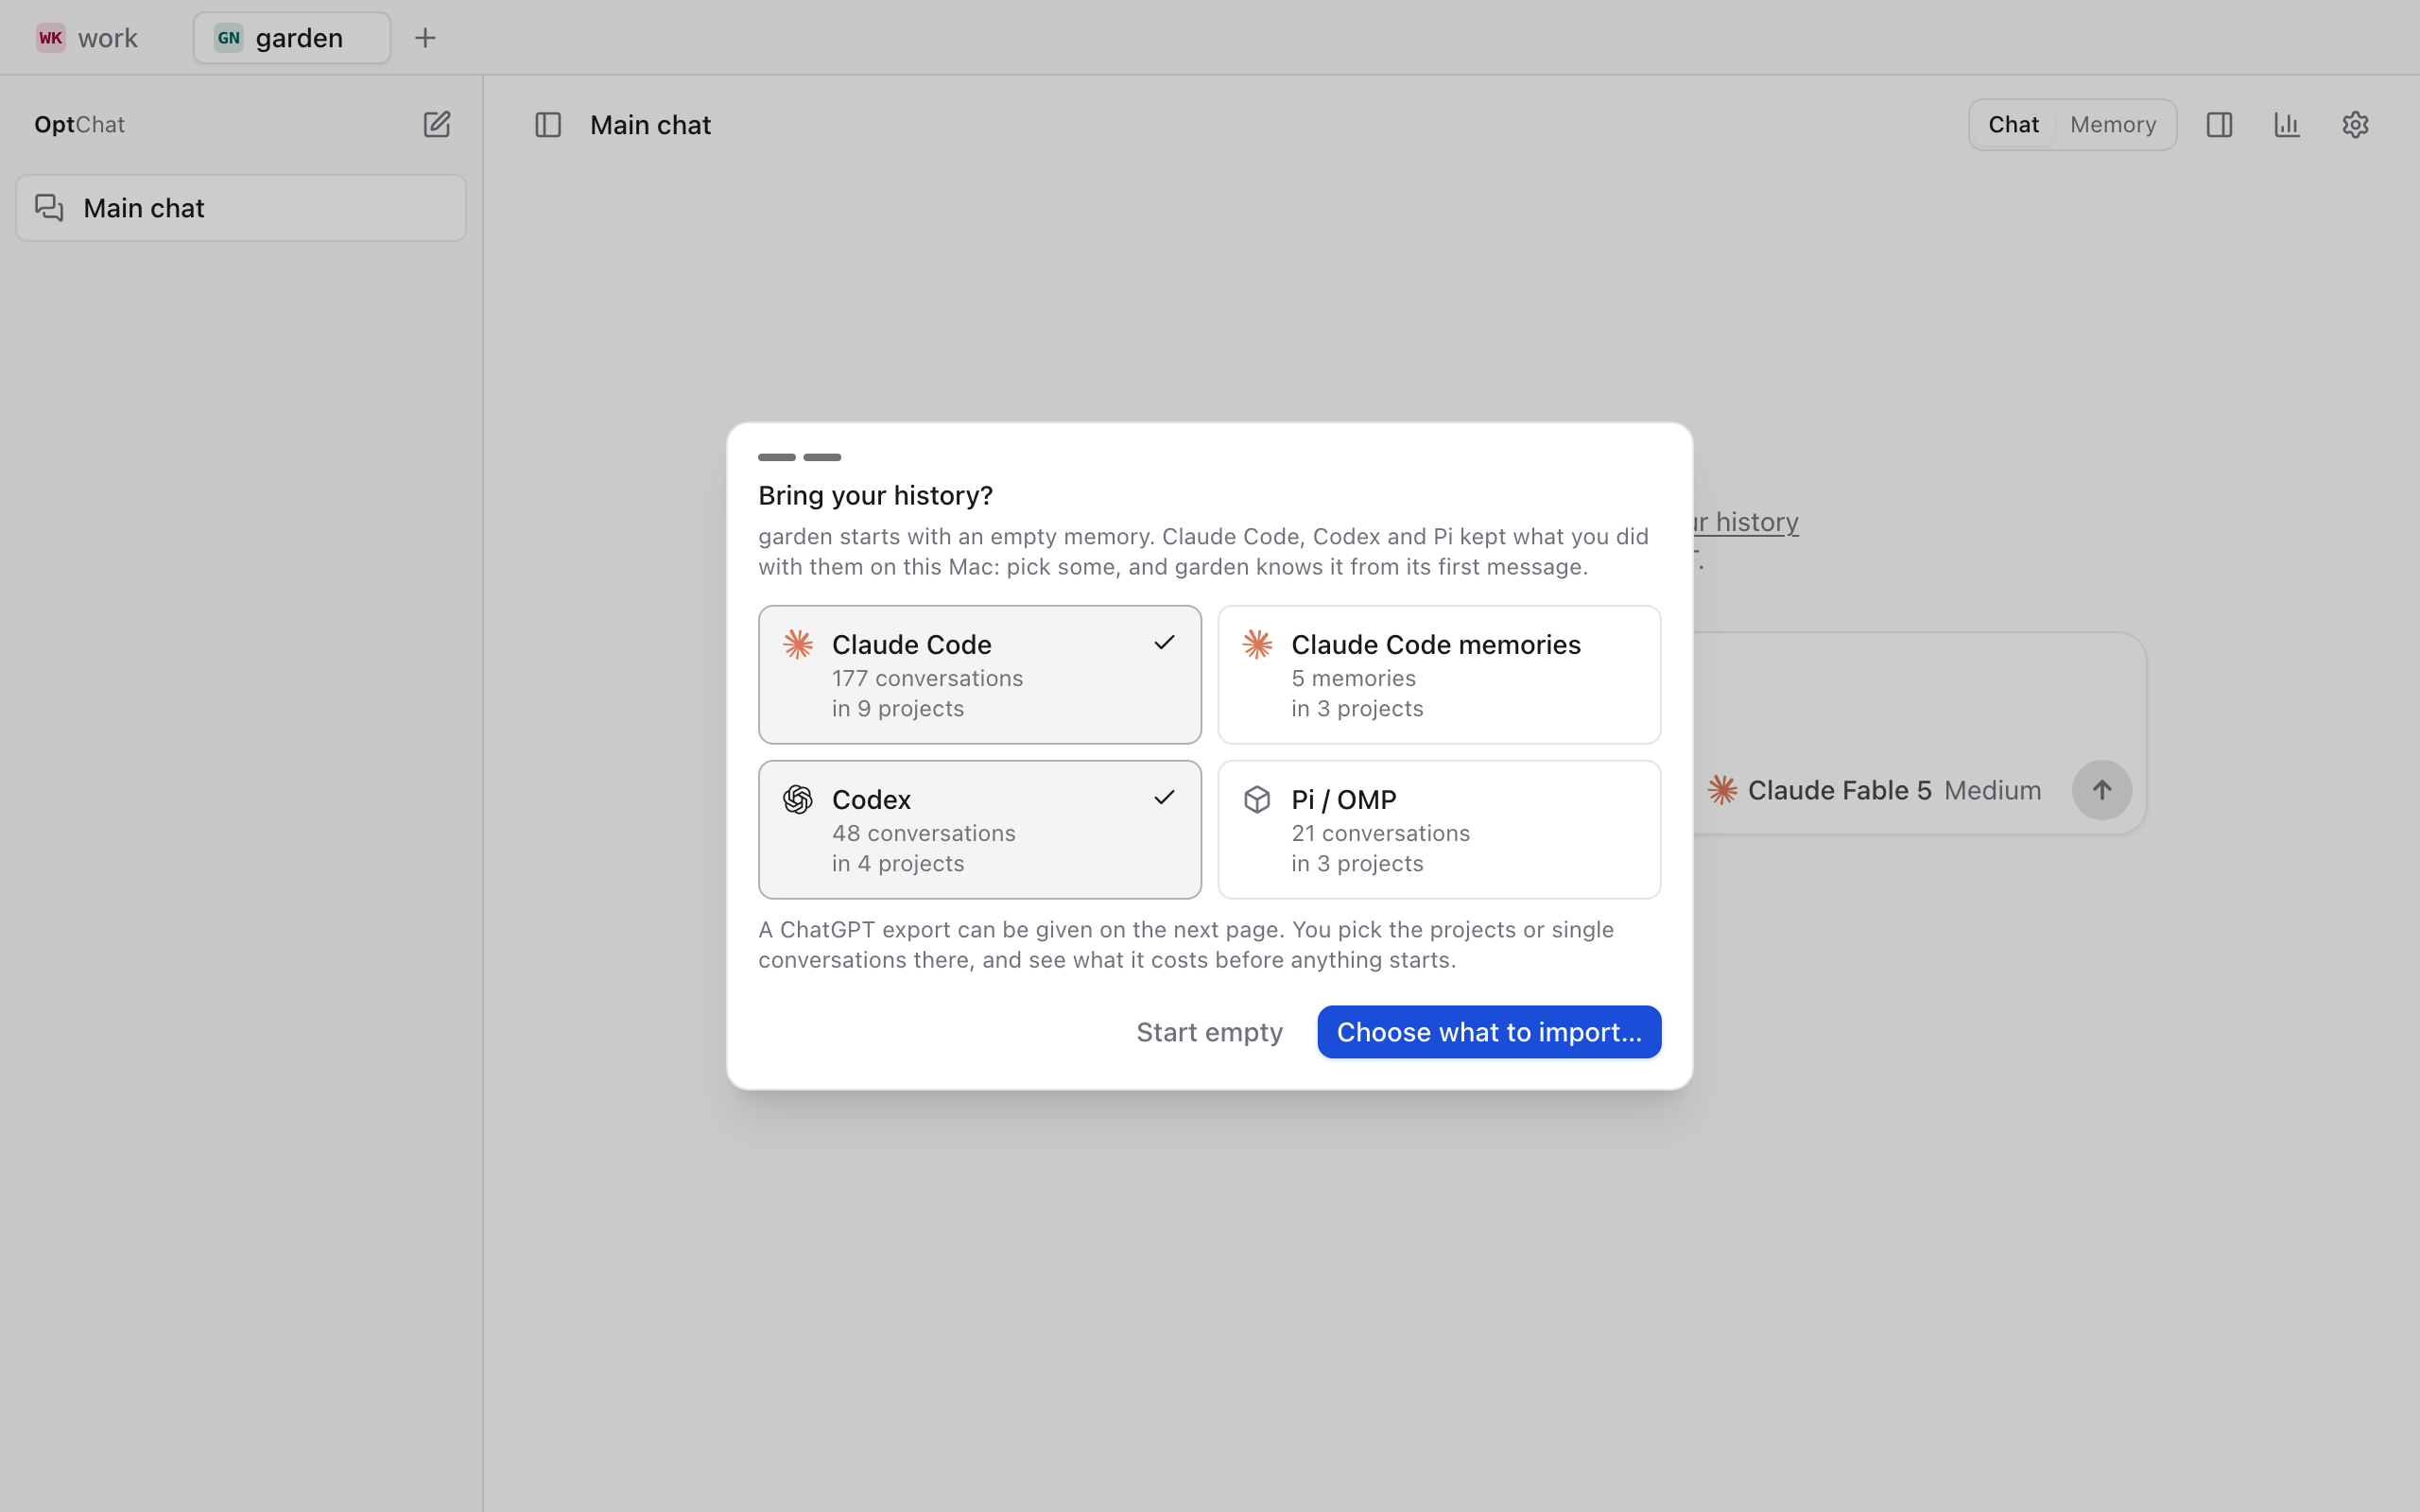 WK work
GN garden
OptChat
Main chat
Chat Memory
Main chat
Bring your history?
garden starts with an empty memory. Claude Code, Codex and Pi kept what you did
with them on this Mac: pick some, and garden knows it from its first message.
ur history
Claude Code
177 conversations
in 9 projects
Claude Code memories
5 memories
in 3 projects
Codex
48 conversations
in 4 projects
Pi / OMP
21 conversations
in 3 projects
Claude Fable 5 Medium
A ChatGPT export can be given on the next page. You pick the projects or single
conversations there, and see what it costs before anything starts.
Start empty
Choose what to import...